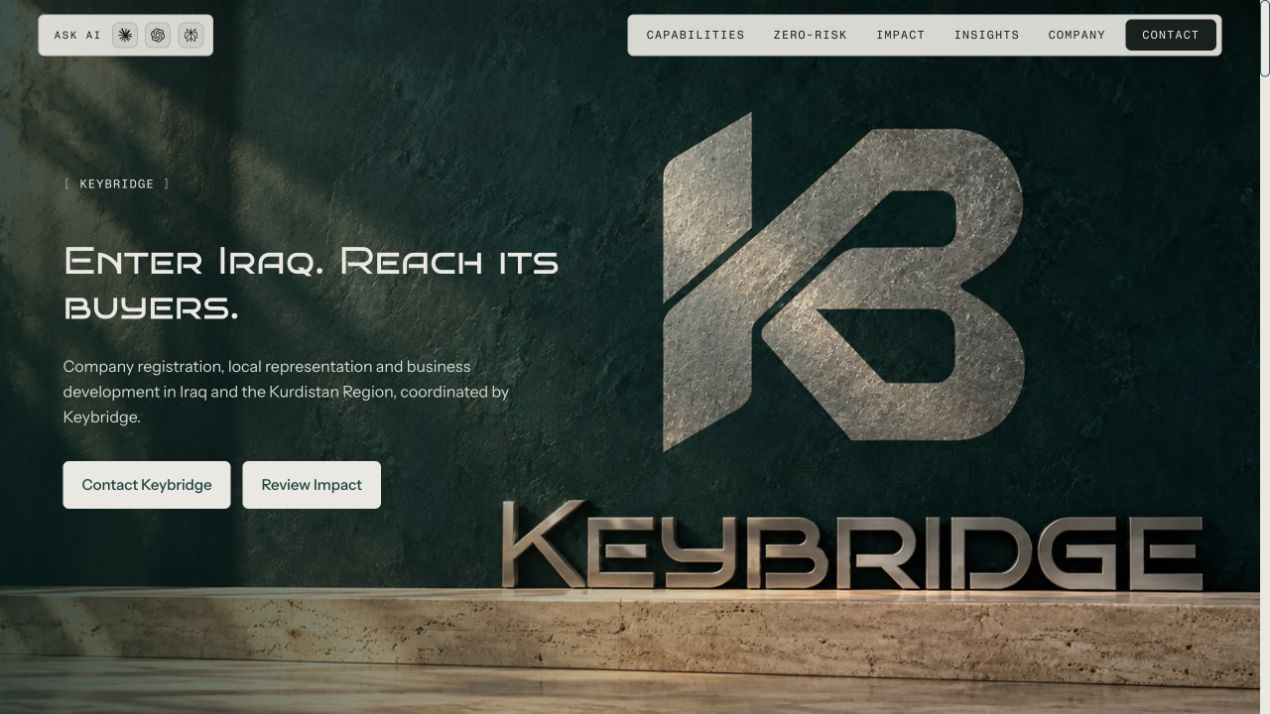 ASK AI
CAPABILITIES ZERO-RISK IMPACT INSIGHTS COMPANY CONTACT
[ KEYBRIDGE ]
Enter Iraq. Reach its
buyers.
Company registration, local representation and business
development in Iraq and the Kurdistan Region, coordinated by
Keybridge.
Contact Keybridge Review Impact
KB
KEYBRIDGE